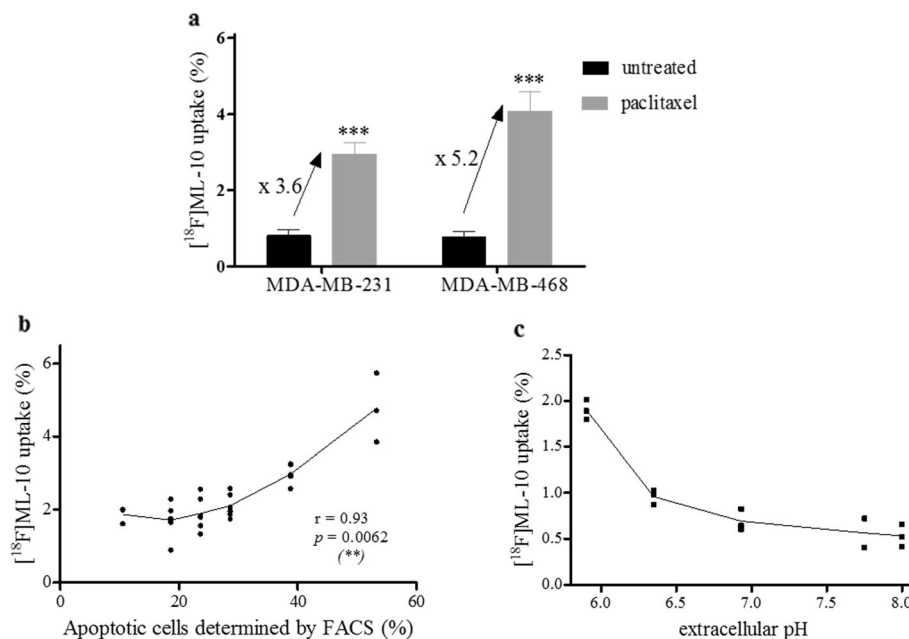 a
[18F]ML-10 uptake (%)
6
4
2
0
***
***
x 3.6
x 5.2
MDA-MB-231
MDA-MB-468
untreated
paclitaxel
b
[18F]ML-10 uptake (%)
6
4
2
0
0
20
40
60
r = 0.93
p = 0.0062
(**)
Apoptotic cells determined by FACS (%)
c
[18F]ML-10 uptake (%)
2.5
2.0
1.5
1.0
0.5
0.0
6.0
6.5
7.0
7.5
8.0
extracellular pH